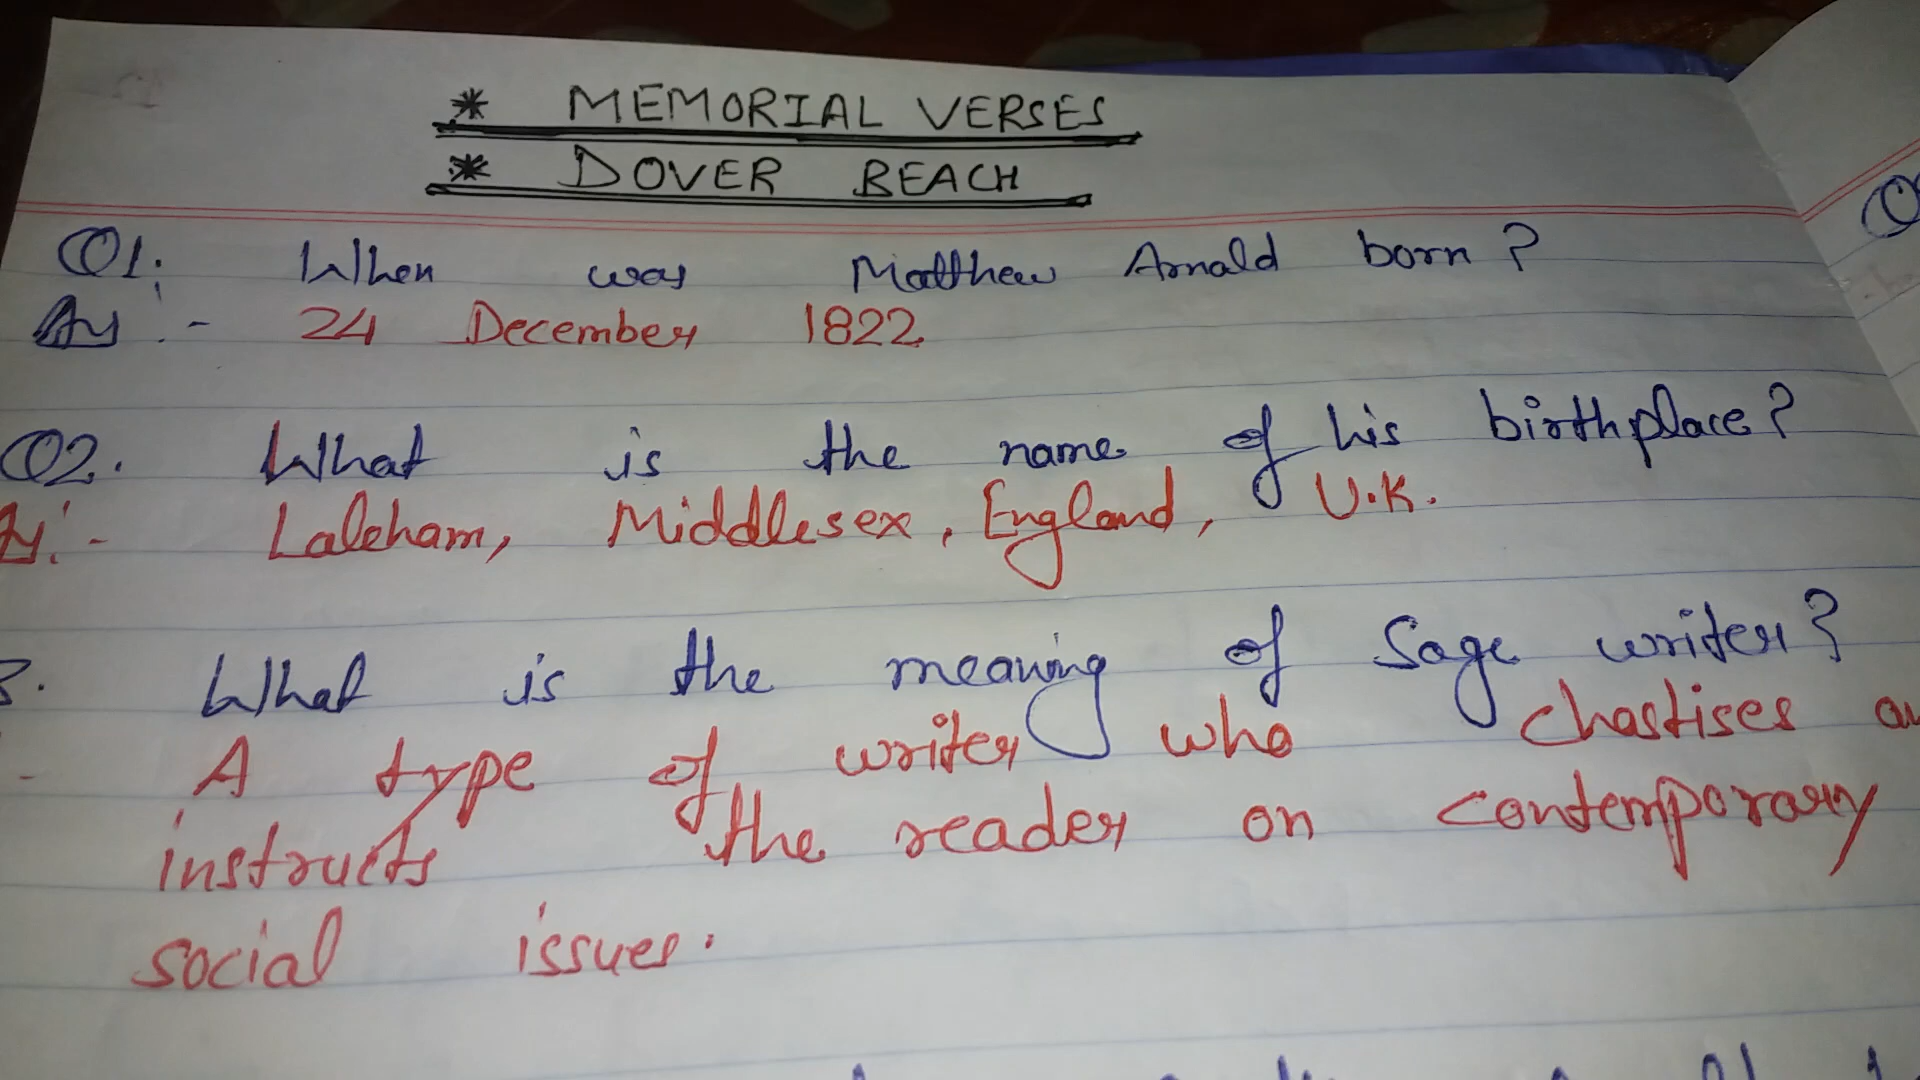 * MEMORIAL VERSES
* DOVER BEACH
Q1. When was Matthew Arnald born?
Ans:- 24 December 1822
Q2. What is the name of his birthplace?
Laleham, Middlesex, England, U.K.
3. What is the meaning of Sage writer?
- A type of writer who chastises
instructs the reader on contemporary
social issues.